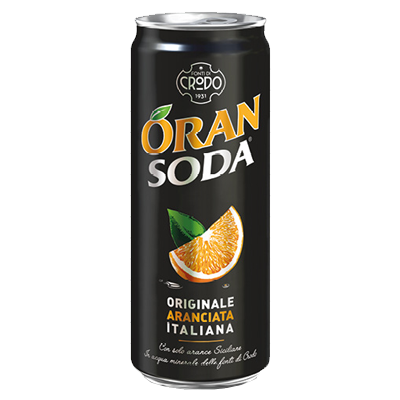 FONTI DI
CRODO
1931
ORAN
SODA®
ORIGINALE
ARANCIATA
ITALIANA
Con solo arance Siciliane
In acqua minerale delle fonti di Crodo